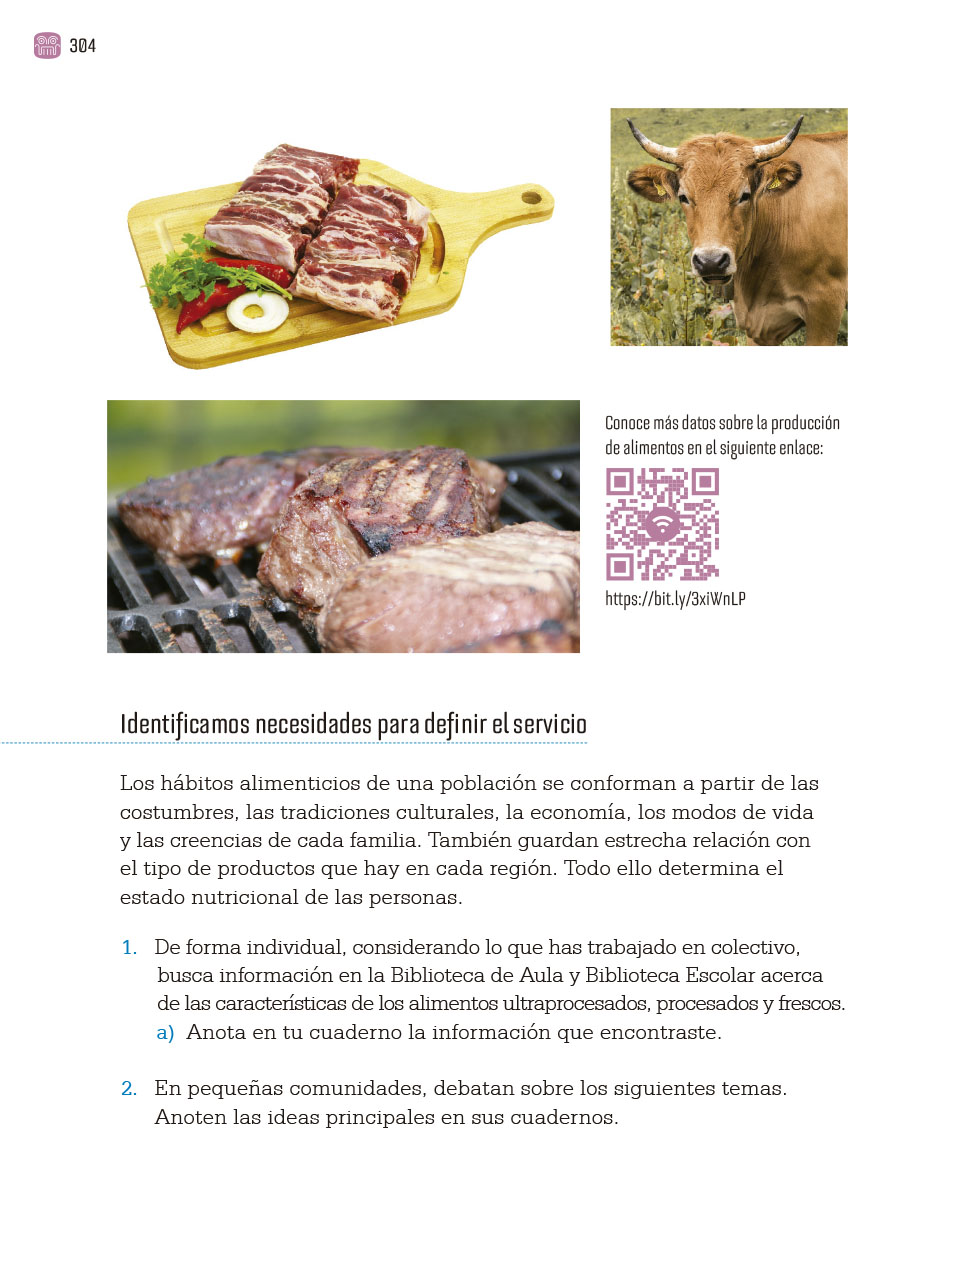 304
Conoce más datos sobre la producción
de alimentos en el siguiente enlace:
https://bit.ly/3xiWnLP
Identificamos necesidades para definir el servicio
Los hábitos alimenticios de una población se conforman a partir de las
costumbres, las tradiciones culturales, la economía, los modos de vida
y las creencias de cada familia. También guardan estrecha relación con
el tipo de productos que hay en cada región. Todo ello determina el
estado nutricional de las personas.
1. De forma individual, considerando lo que has trabajado en colectivo,
busca información en la Biblioteca de Aula y Biblioteca Escolar acerca
de las características de los alimentos ultraprocesados, procesados y frescos.
a) Anota en tu cuaderno la información que encontraste.
2. En pequeñas comunidades, debatan sobre los siguientes temas.
Anoten las ideas principales en sus cuadernos.